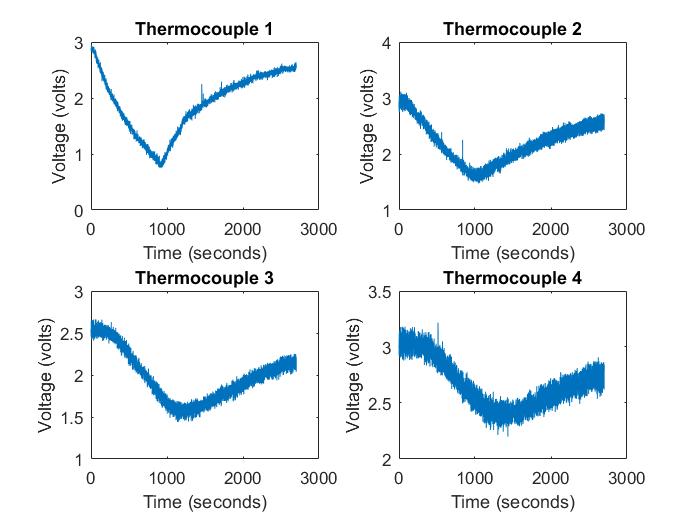 Thermocouple 1
3
2
1
0
Voltage (volts)
0 1000 2000 3000
Time (seconds)
Thermocouple 2
4
3
2
1
Voltage (volts)
0 1000 2000 3000
Time (seconds)
Thermocouple 3
3
2.5
2
1.5
1
Voltage (volts)
0 1000 2000 3000
Time (seconds)
Thermocouple 4
3.5
3
2.5
2
Voltage (volts)
0 1000 2000 3000
Time (seconds)